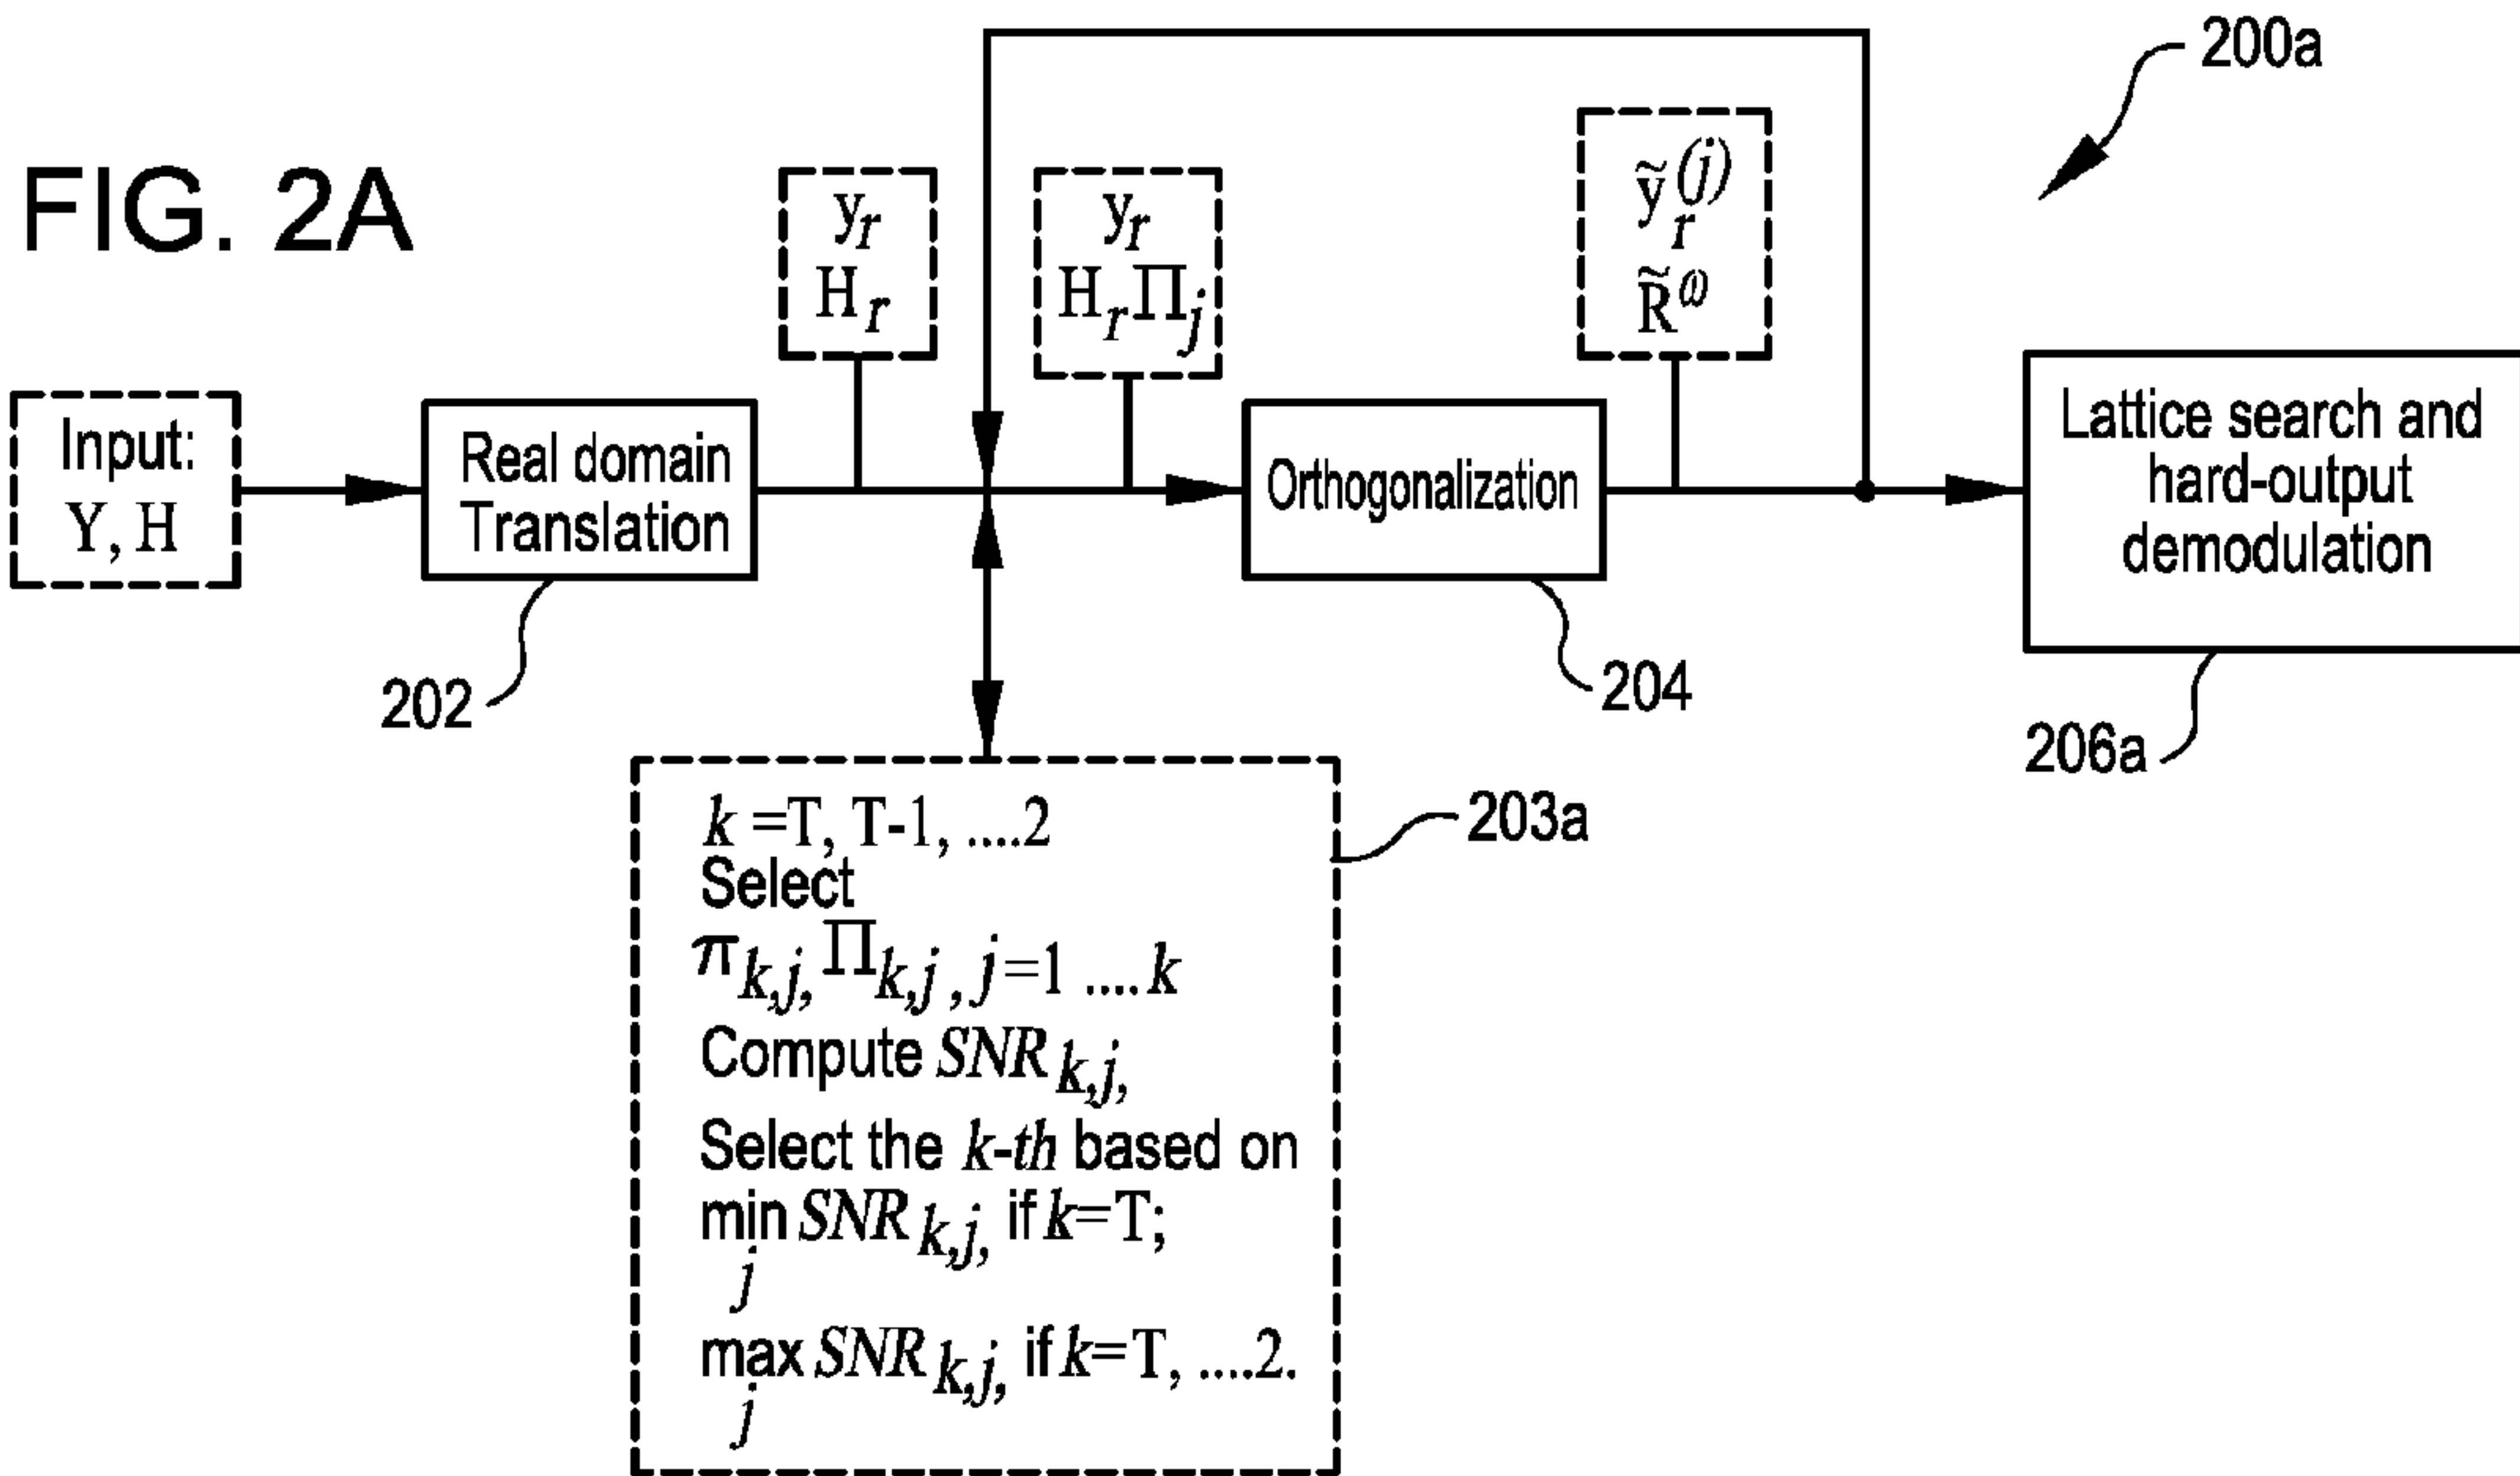 FIG. 2A
200a
Input:
Y, H
Real domain
Translation
202
y_r
H_r
y_r
H_r Π_j
Orthogonalization
204
ỹ_r^(j)
R̃^(j)
Lattice search and
hard-output
demodulation
206a
203a
k =T, T-1, ....2
Select
π_k,j, Π_k,j , j=1 .... k
Compute SNR_k,j,
Select the k-th based on
min SNR_k,j, if k=T;
j
max SNR_k,j, if k=T, ....2.
j